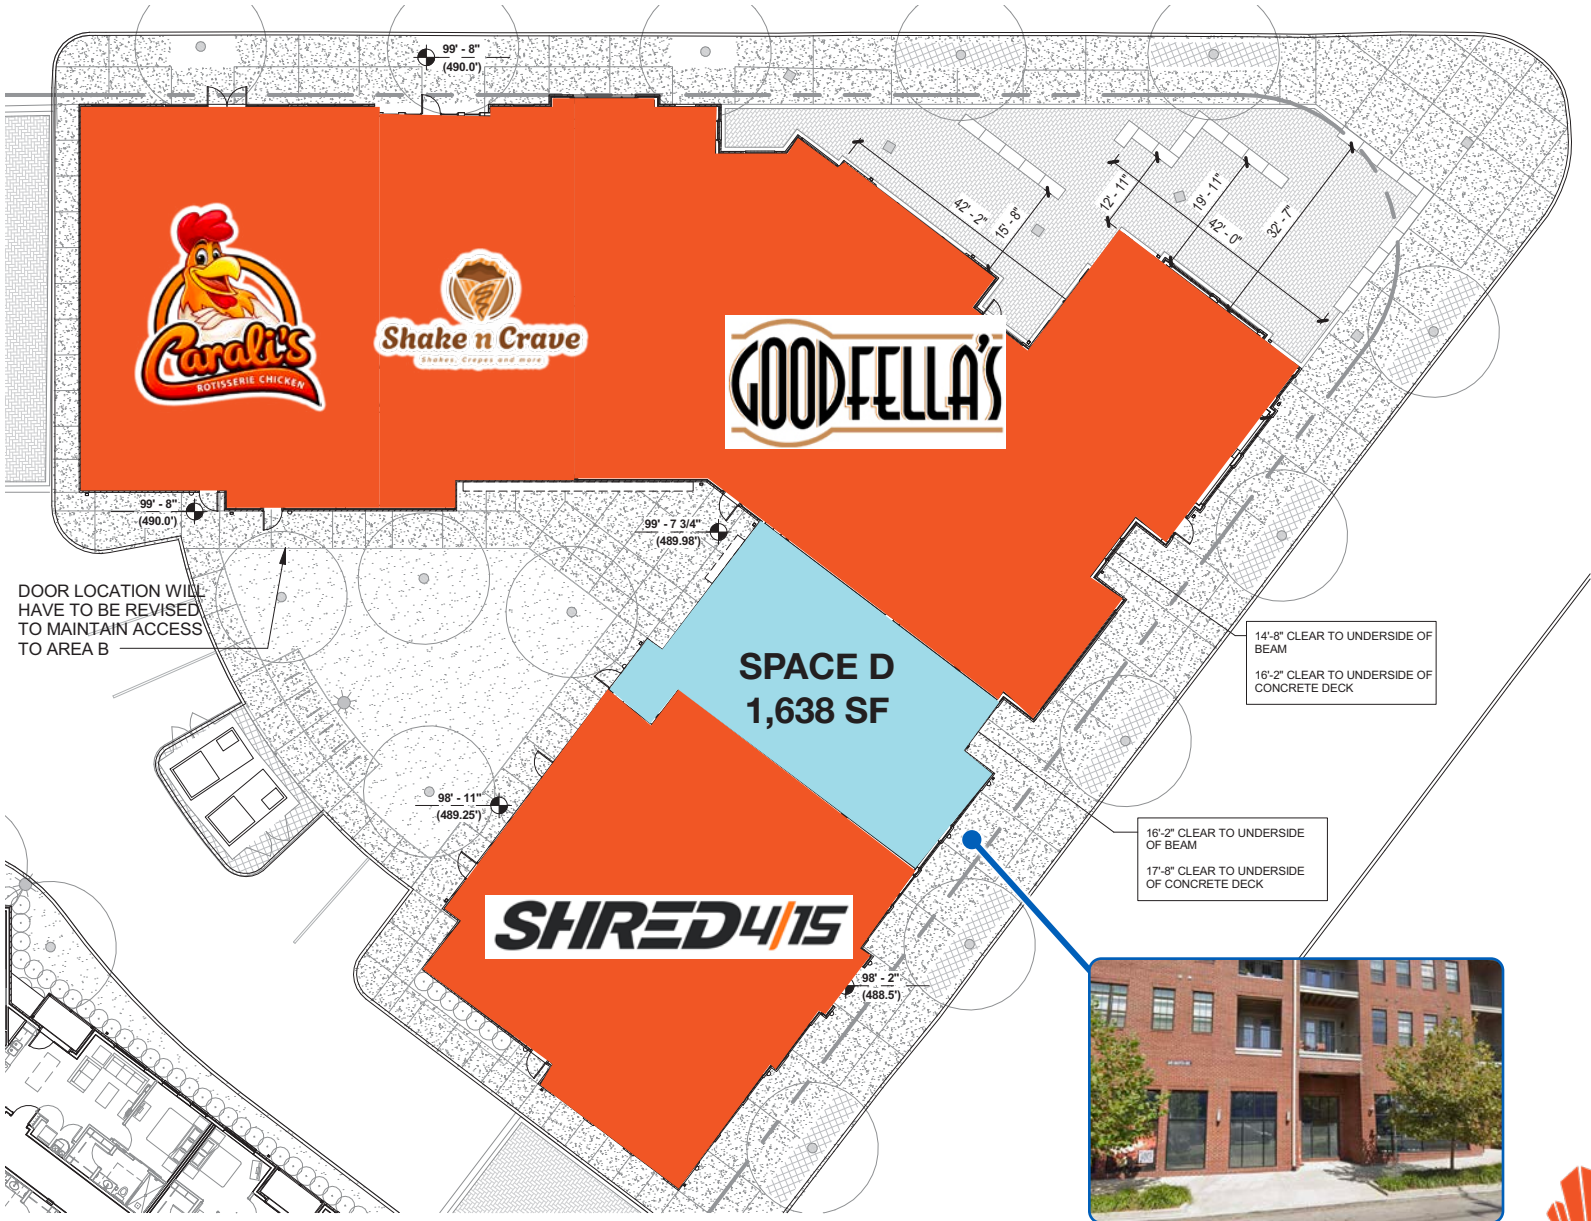 99' - 8"
(490.0')
42' - 2"
15' - 8"
12' - 11"
19' - 11"
42' - 0"
32' - 7"
Carali's
ROTISSERIE CHICKEN
Shake n Crave
Shakes, Crepes and more
GOODFELLA'S
99' - 8"
(490.0')
99' - 7 3/4"
(489.98')
DOOR LOCATION WILL
HAVE TO BE REVISED
TO MAINTAIN ACCESS
TO AREA B
14'-8" CLEAR TO UNDERSIDE OF
BEAM
16'-2" CLEAR TO UNDERSIDE OF
CONCRETE DECK
SPACE D
1,638 SF
98' - 11"
(489.25')
16'-2" CLEAR TO UNDERSIDE
OF BEAM
17'-8" CLEAR TO UNDERSIDE
OF CONCRETE DECK
SHRED415
98' - 2"
(488.5')